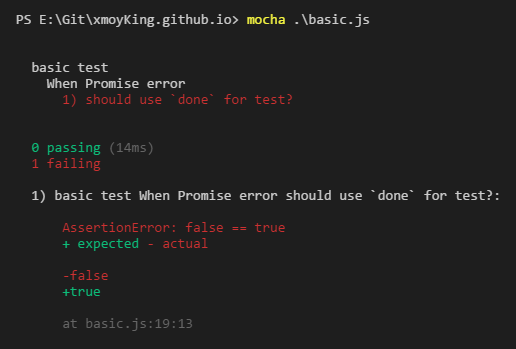 PS E:\Git\xmoyKing.github.io> mocha .\basic.js
basic test
When Promise error
1) should use `done` for test?
0 passing (14ms)
1 failing
1) basic test When Promise error should use `done` for test?:
AssertionError: false == true
+ expected - actual
-false
+true
at basic.js:19:13